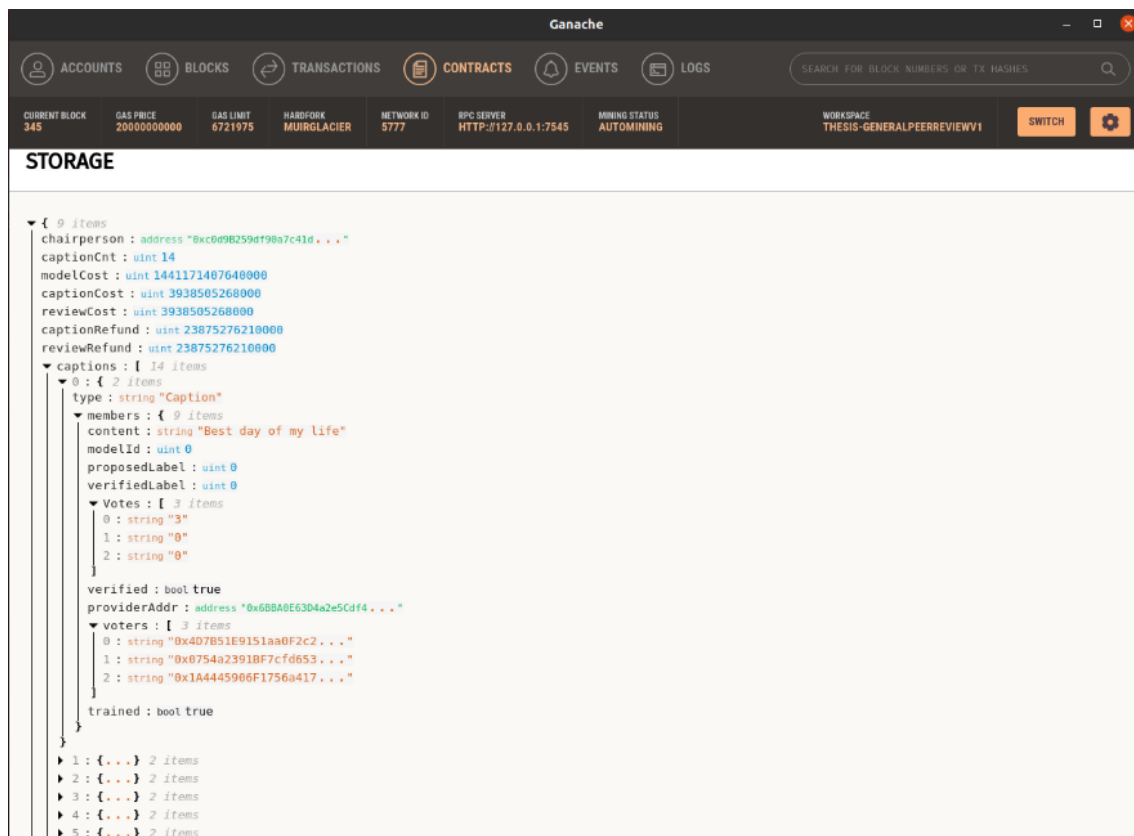 Ganache
ACCOUNTS BLOCKS TRANSACTIONS CONTRACTS EVENTS LOGS SEARCH FOR BLOCK NUMBERS OR TX HASHES
CURRENT BLOCK GAS PRICE GAS LIMIT HARDFORK NETWORK ID RPC SERVER MINING STATUS WORKSPACE
345 20000000000 6721975 MUIRGLACIER 5777 HTTP://127.0.0.1:7545 AUTOMINING THESIS-GENERALPEERREVIEWV1 SWITCH
STORAGE
{ 9 items
chairperson : address "0xc0d9B259df90a7c41d..."
captionCnt : uint 14
modelCost : uint 1441171407640000
captionCost : uint 3938505268000
reviewCost : uint 3938505268000
captionRefund : uint 23875276210000
reviewRefund : uint 23875276210000
captions : [ 14 items
0 : { 2 items
type : string "Caption"
members : { 9 items
content : string "Best day of my life"
modelId : uint 0
proposedLabel : uint 0
verifiedLabel : uint 0
Votes : [ 3 items
0 : string "3"
1 : string "0"
2 : string "0"
]
verified : bool true
providerAddr : address "0x6BBA0E63D4a2e5Cdf4..."
voters : [ 3 items
0 : string "0x4D7B51E9151aa0F2c2..."
1 : string "0x0754a2391BF7cfd653..."
2 : string "0x1A4445906F1756a417..."
]
trained : bool true
}
}
1 : {...} 2 items
2 : {...} 2 items
3 : {...} 2 items
4 : {...} 2 items
5 : {...} 2 items